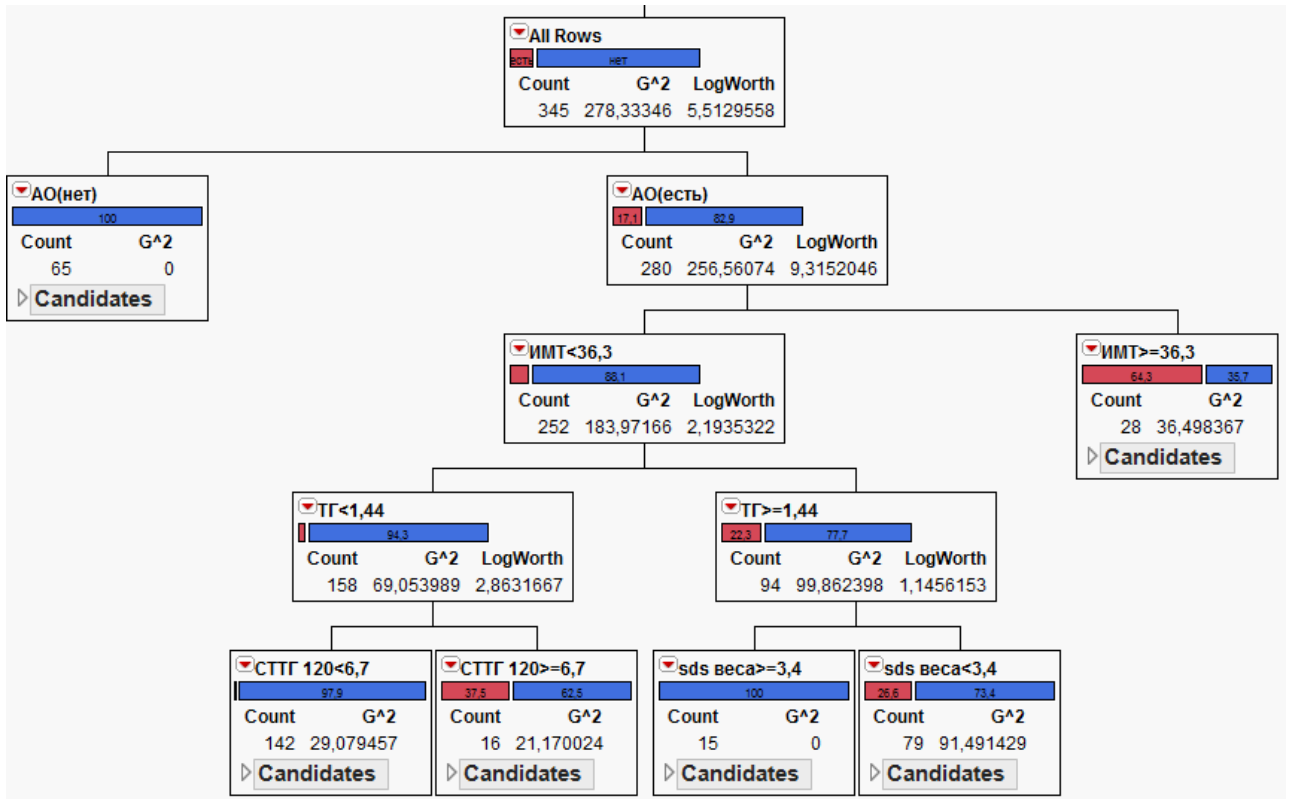 All Rows
есть нет
Count G^2 LogWorth
345 278,33346 5,5129558
АО(нет)
100
Count G^2
65 0
Candidates
АО(есть)
17,1 82,9
Count G^2 LogWorth
280 256,56074 9,3152046
ИМТ<36,3
88,1
Count G^2 LogWorth
252 183,97166 2,1935322
ИМТ>=36,3
64,3 35,7
Count G^2
28 36,498367
Candidates
ТГ<1,44
94,3
Count G^2 LogWorth
158 69,053989 2,8631667
ТГ>=1,44
22,3 77,7
Count G^2 LogWorth
94 99,862398 1,1456153
СТТГ 120<6,7
97,9
Count G^2
142 29,079457
Candidates
СТТГ 120>=6,7
37,5 62,5
Count G^2
16 21,170024
Candidates
sds веса>=3,4
100
Count G^2
15 0
Candidates
sds веса<3,4
26,6 73,4
Count G^2
79 91,491429
Candidates